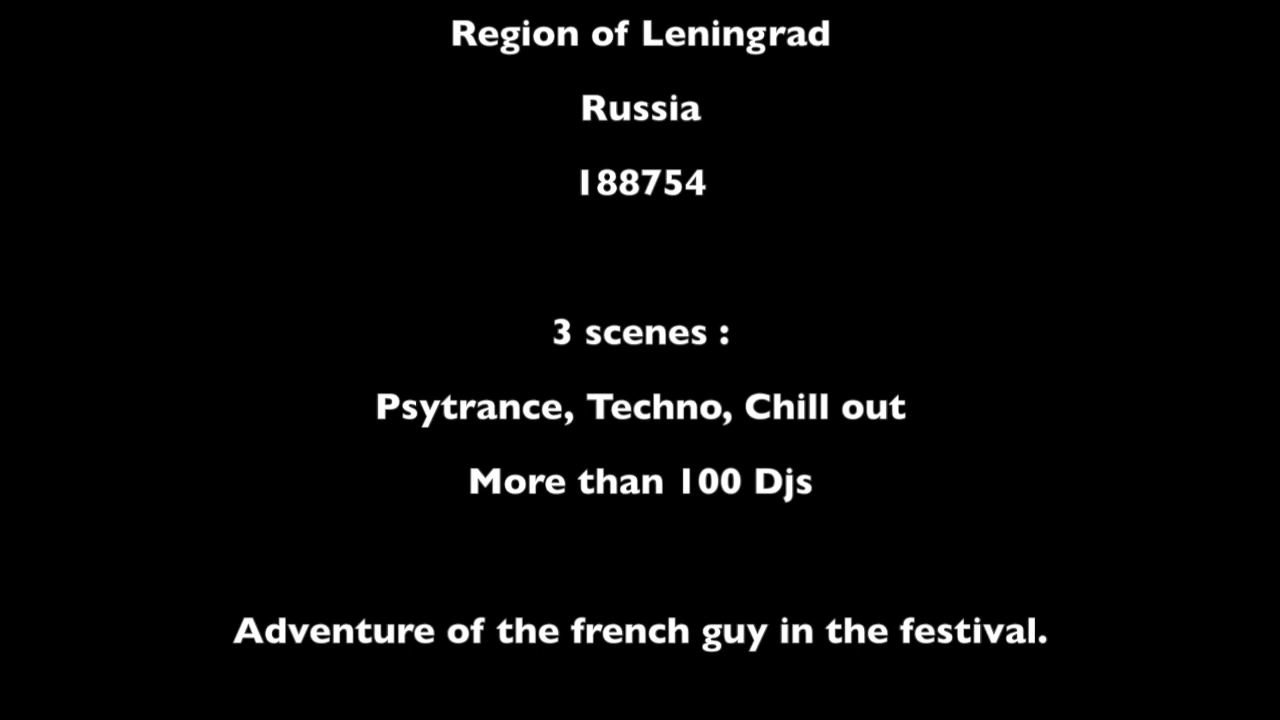 Region of Leningrad
Russia
188754
3 scenes :
Psytrance, Techno, Chill out
More than 100 Djs
Adventure of the french guy in the festival.